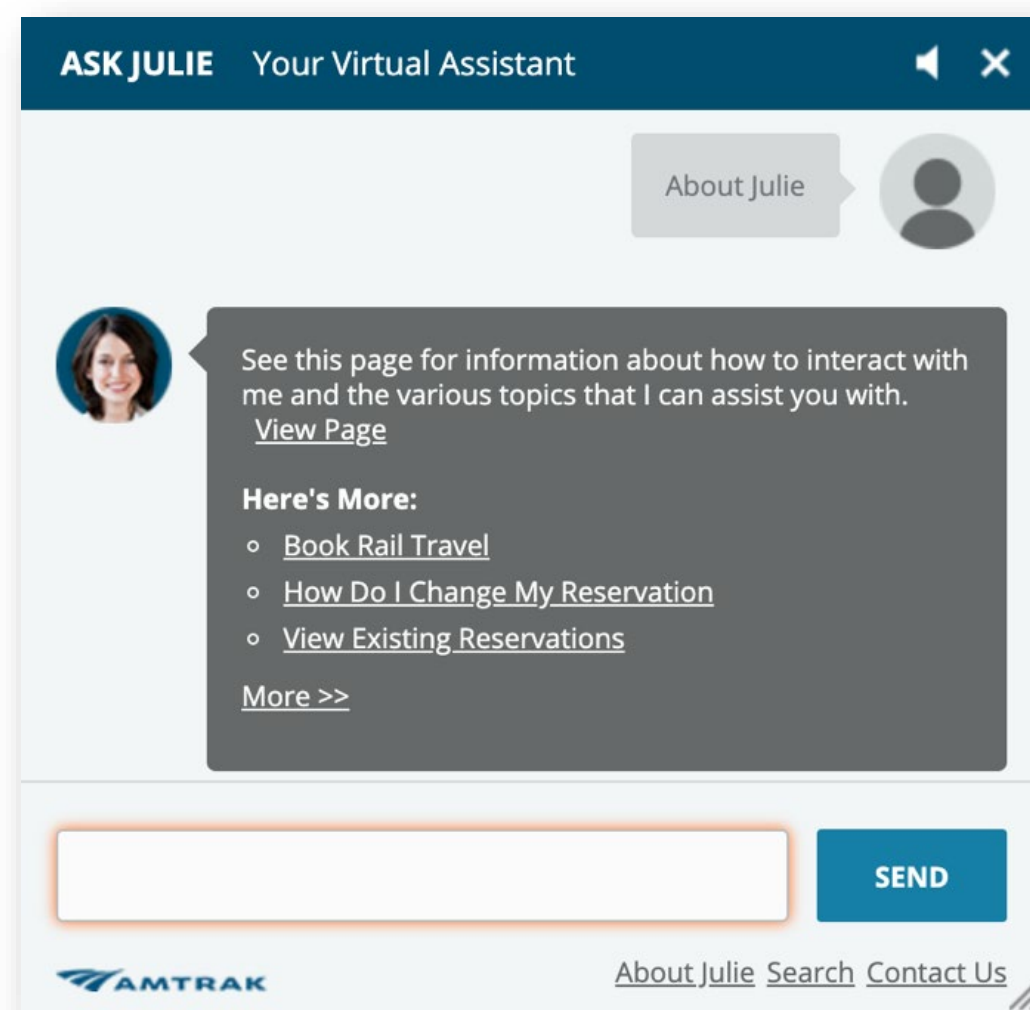 ASK JULIE Your Virtual Assistant
About Julie
See this page for information about how to interact with
me and the various topics that I can assist you with.
View Page
Here's More:
Book Rail Travel
How Do I Change My Reservation
View Existing Reservations
More >>
SEND
AMTRAK
About Julie Search Contact Us